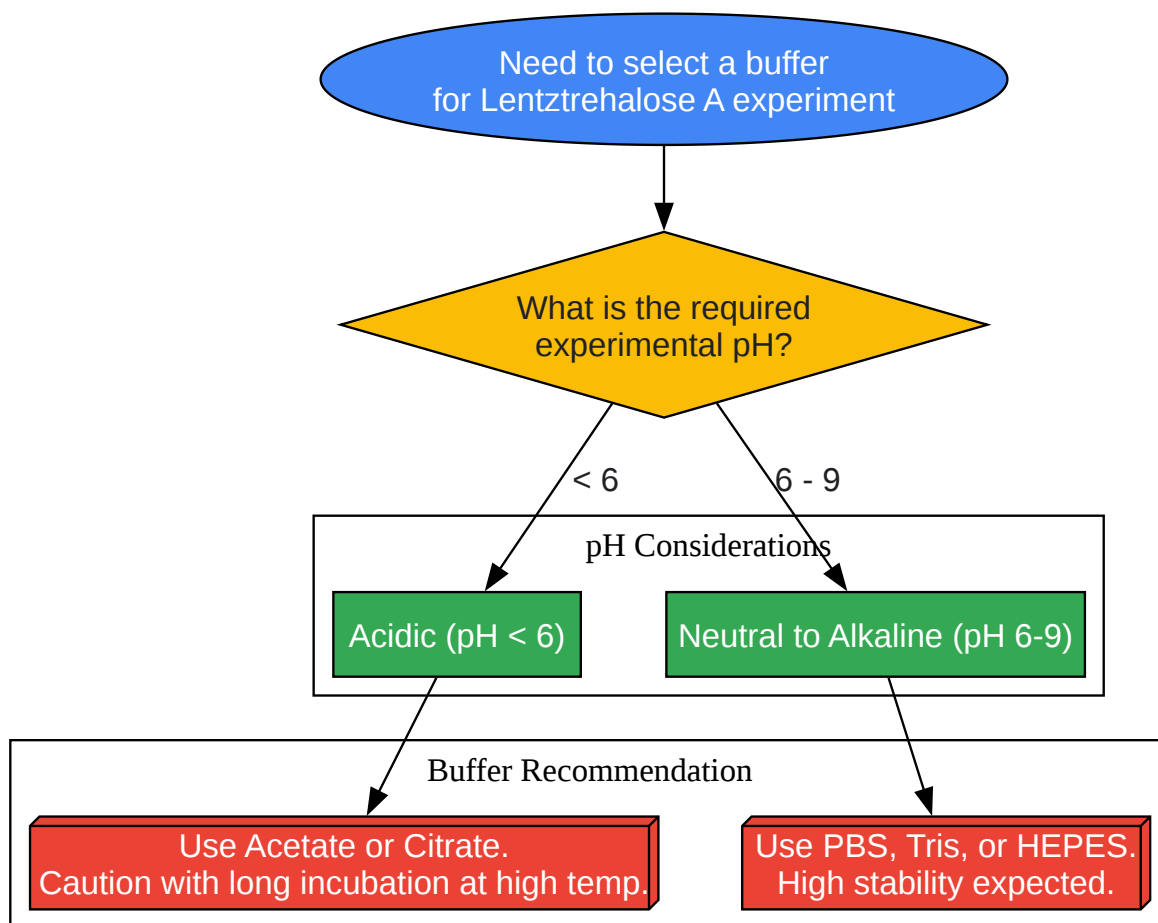 Need to select a buffer
for Lentztrehalose A experiment
What is the required
experimental pH?
< 6
6 - 9
pH Considerations
Acidic (pH < 6)
Neutral to Alkaline (pH 6-9)
Buffer Recommendation
Use Acetate or Citrate.
Caution with long incubation at high temp.
Use PBS, Tris, or HEPES.
High stability expected.